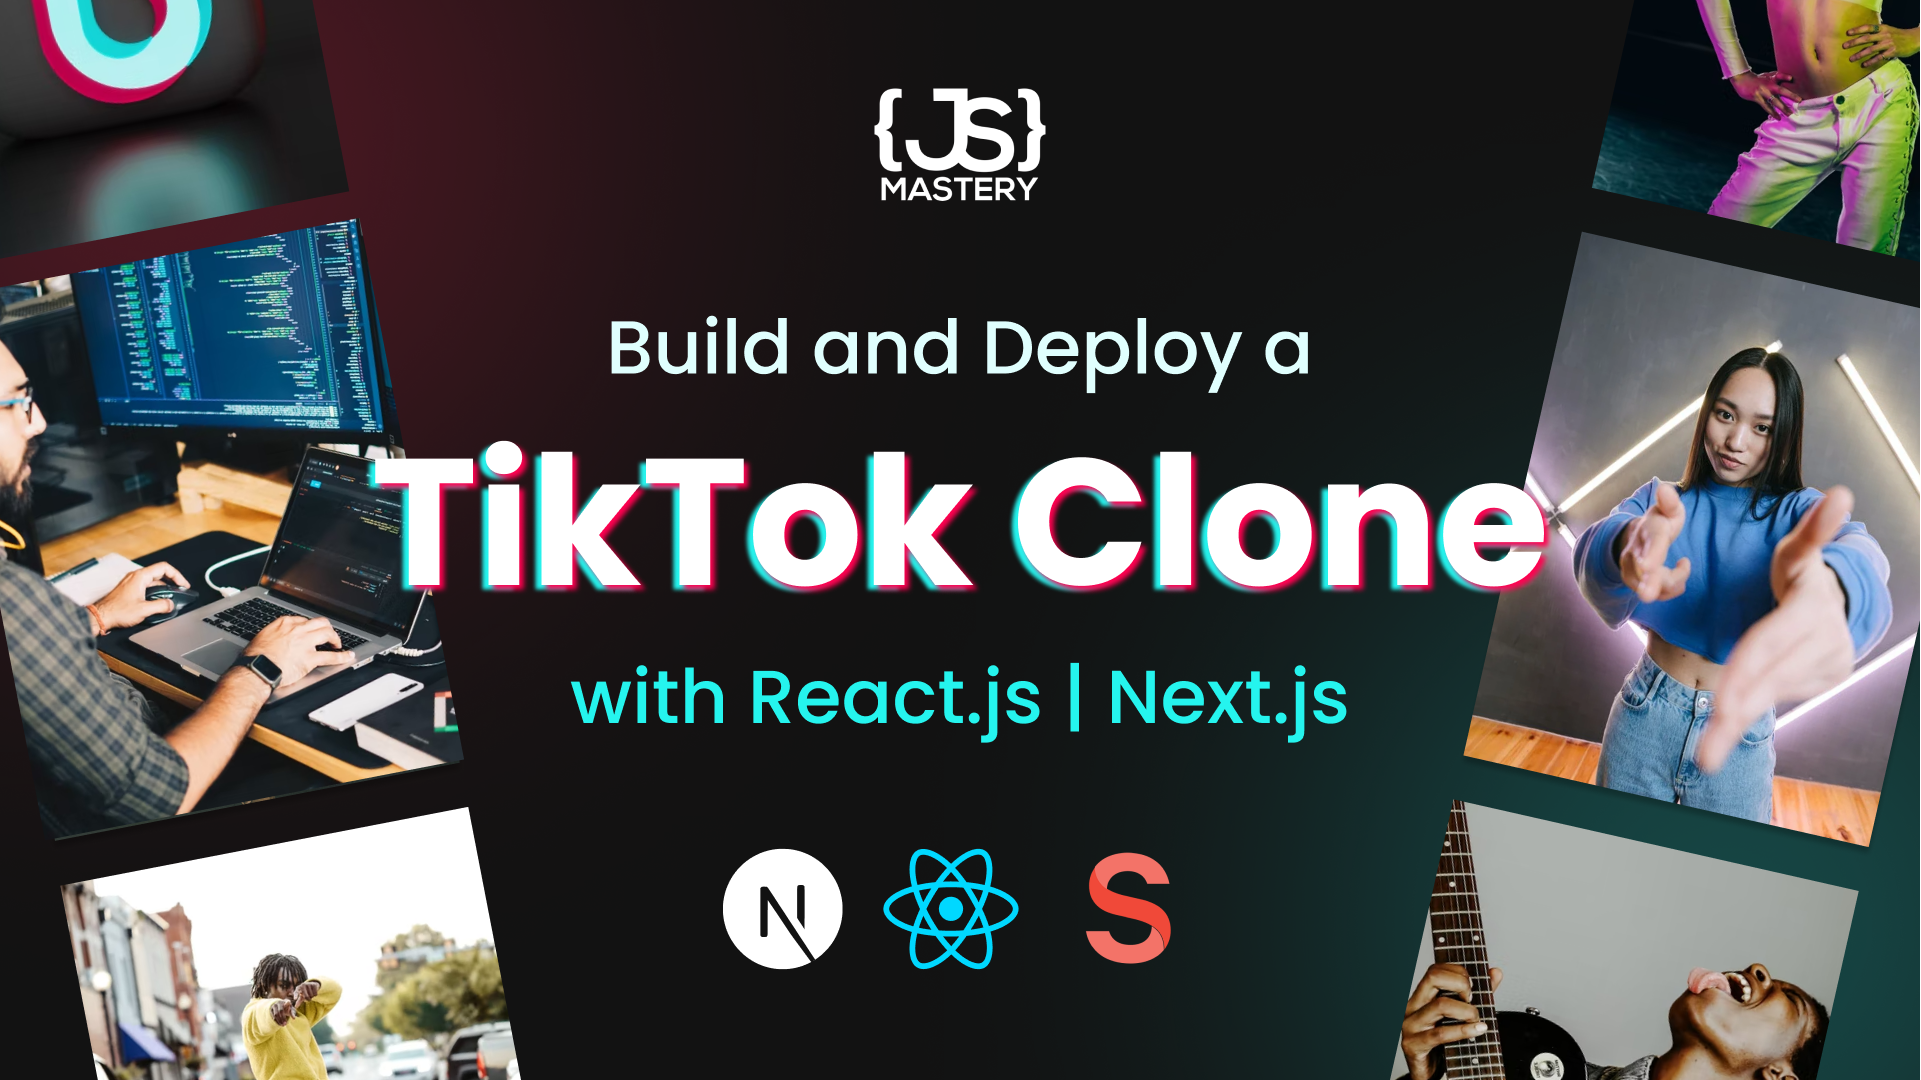 {JS}
MASTERY
Build and Deploy a
TikTok Clone
with React.js | Next.js